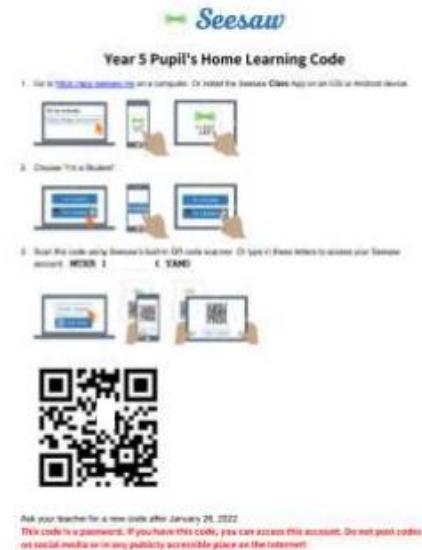 Seesaw
Year 5 Pupil's Home Learning Code
1. Go to https://app.seesaw.me on a computer. Or install the Seesaw Class App on an iOS or Android device.
2. Choose "I'm a Student".
3. Scan this code using Seesaw's built-in QR code scanner. Or type in these letters to access your Seesaw
account:
Ask your teacher for a new code after January 2022
This code is a password. If you have this code, you can access this account. Do not post codes
on social media or in any publicly accessible place on the Internet!